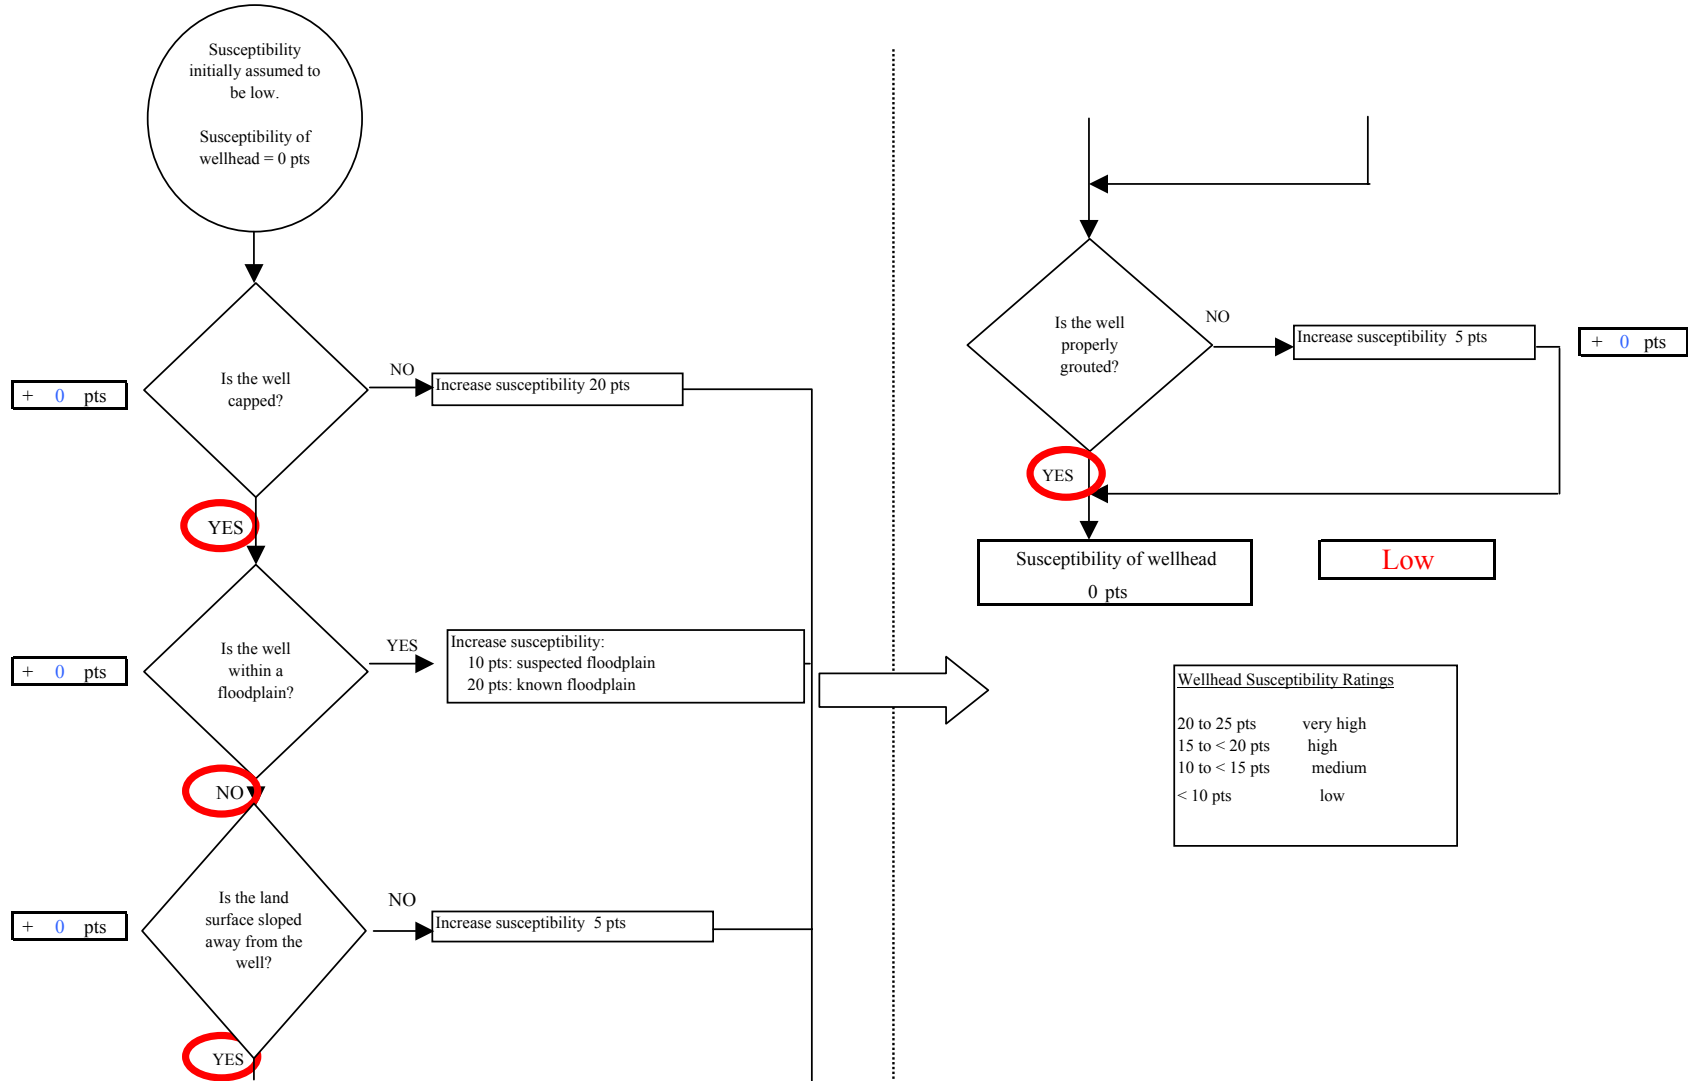 Susceptibility
initially assumed to
be low.
Susceptibility of
wellhead = 0 pts
Is the well
capped?
NO
Increase susceptibility 20 pts
+ 0 pts
YES
Is the well
within a
floodplain?
YES
Increase susceptibility:
10 pts: suspected floodplain
20 pts: known floodplain
+ 0 pts
NO
Is the land
surface sloped
away from the
well?
NO
Increase susceptibility 5 pts
+ 0 pts
YES
Is the well
properly
grouted?
NO
Increase susceptibility 5 pts
+ 0 pts
YES
Susceptibility of wellhead
0 pts
Low
Wellhead Susceptibility Ratings
20 to 25 pts very high
15 to < 20 pts high
10 to < 15 pts medium
< 10 pts low